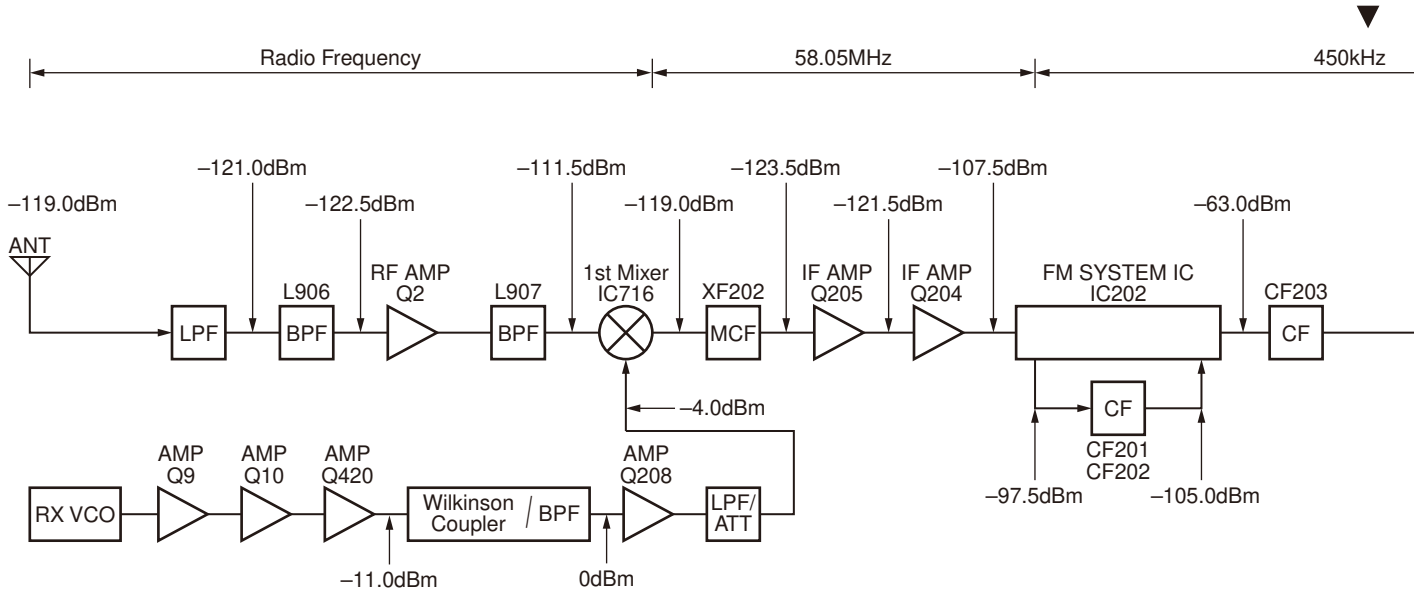 Radio Frequency
58.05MHz
450kHz
–121.0dBm
–111.5dBm
–123.5dBm
–107.5dBm
–119.0dBm
–122.5dBm
–119.0dBm
–63.0dBm
ANT
RF AMP
Q2
1st Mixer
IC716
IF AMP
Q205
IF AMP
Q204
FM SYSTEM IC
IC202
L906
L907
XF202
CF203
LPF
BPF
BPF
MCF
CF
–4.0dBm
CF
CF201
CF202
AMP
Q9
AMP
Q10
AMP
Q420
AMP
Q208
–97.5dBm
–105.0dBm
RX VCO
Wilkinson
Coupler
/ BPF
LPF/
ATT
–11.0dBm
0dBm